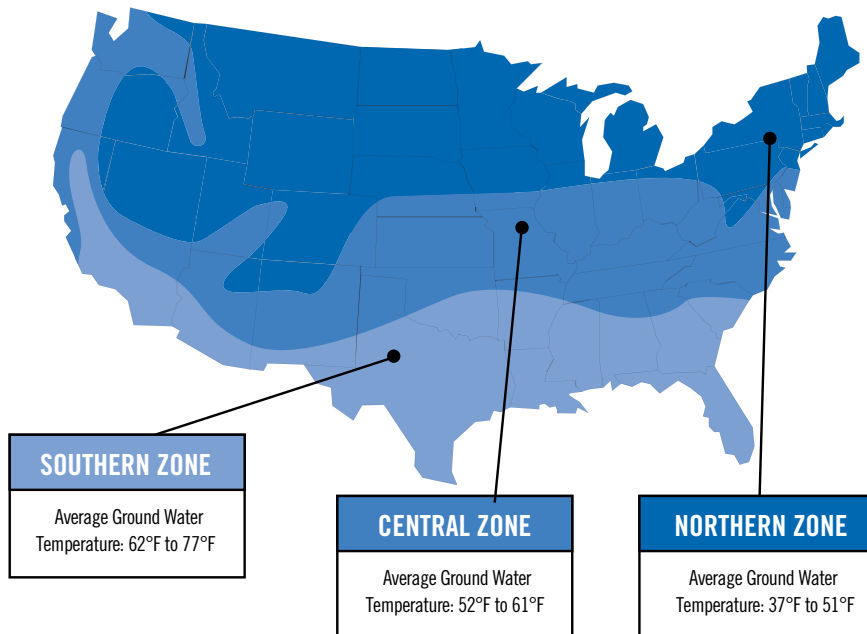 SOUTHERN ZONE
Average Ground Water
Temperature: 62°F to 77°F
CENTRAL ZONE
Average Ground Water
Temperature: 52°F to 61°F
NORTHERN ZONE
Average Ground Water
Temperature: 37°F to 51°F